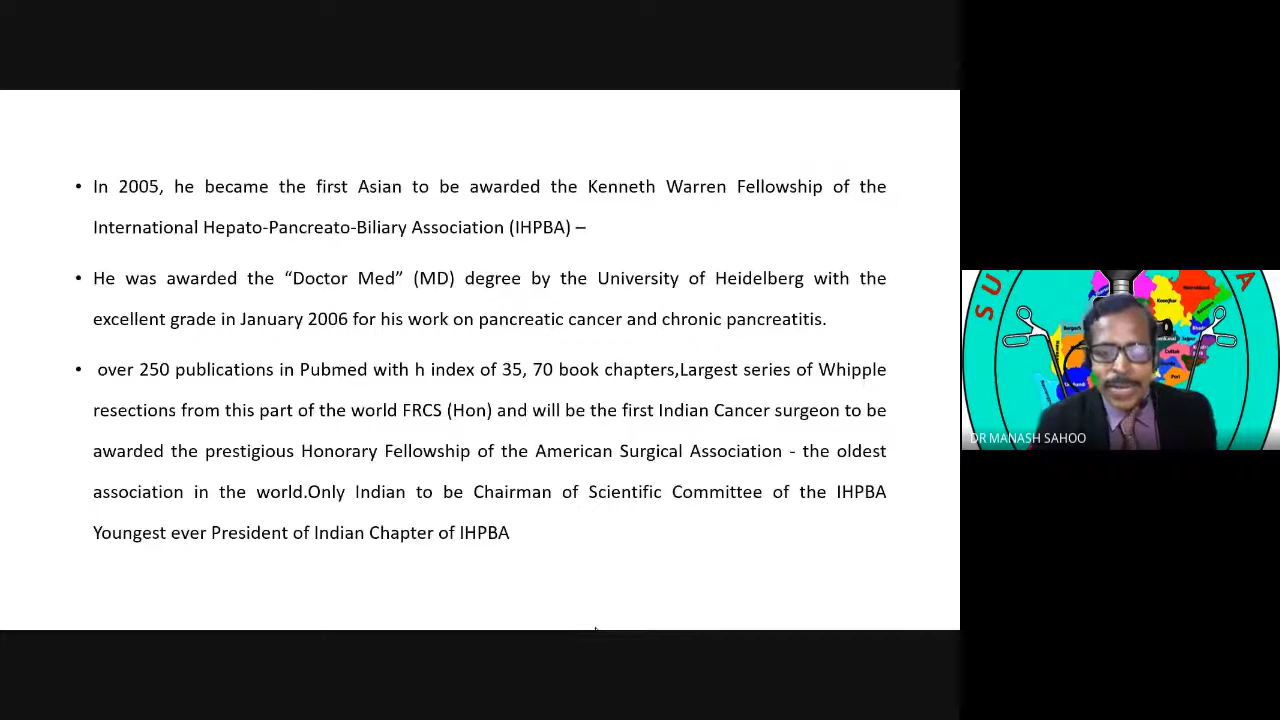 • In 2005, he became the first Asian to be awarded the Kenneth Warren Fellowship of the
International Hepato-Pancreato-Biliary Association (IHPBA) –
• He was awarded the “Doctor Med” (MD) degree by the University of Heidelberg with the
excellent grade in January 2006 for his work on pancreatic cancer and chronic pancreatitis.
• over 250 publications in Pubmed with h index of 35, 70 book chapters,Largest series of Whipple
resections from this part of the world FRCS (Hon) and will be the first Indian Cancer surgeon to be
awarded the prestigious Honorary Fellowship of the American Surgical Association - the oldest
association in the world.Only Indian to be Chairman of Scientific Committee of the IHPBA
Youngest ever President of Indian Chapter of IHPBA
SU
A
Keonjhar
Cuttack
Puri
DR MANASH SAHOO